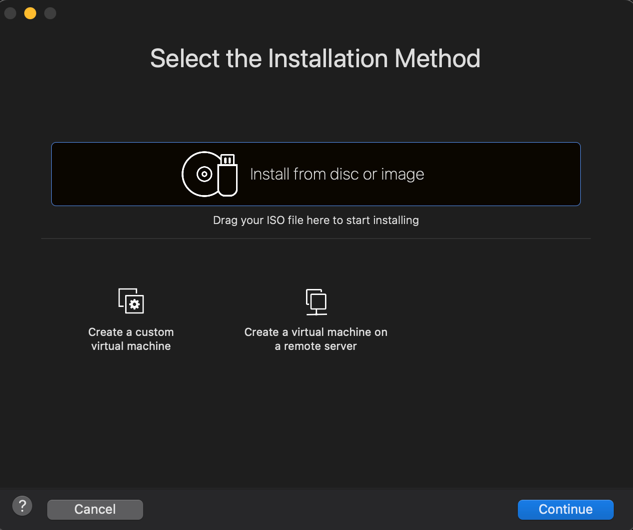 Select the Installation Method
Install from disc or image
Drag your ISO file here to start installing
Create a custom
virtual machine
Create a virtual machine on
a remote server
?
Cancel
Continue